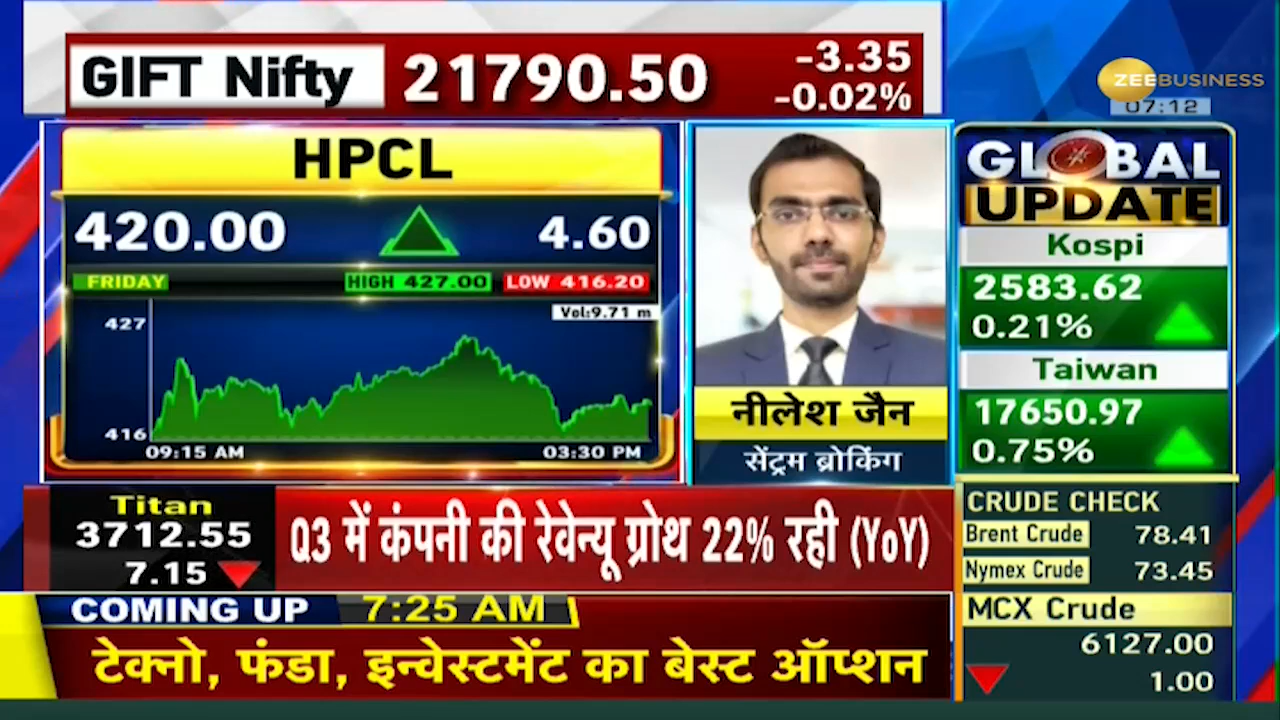 GIFT Nifty
21790.50
-3.35
-0.02%
ZEEBUSINESS
07:12
HPCL
420.00
4.60
FRIDAY
HIGH 427.00
LOW 416.20
Vol:9.71 m
427
416
09:15 AM
03:30 PM
नीलेश जैन
सेंट्रम ब्रोकिंग
GLOBAL
UPDATE
Kospi
2583.62
0.21%
Taiwan
17650.97
0.75%
Titan
3712.55
7.15
Q3 में कंपनी की रेवेन्यू ग्रोथ 22% रही (YoY)
CRUDE CHECK
Brent Crude 78.41
Nymex Crude 73.45
MCX Crude
6127.00
1.00
COMING UP 7:25 AM
टेक्नो, फंडा, इन्वेस्टमेंट का बेस्ट ऑप्शन